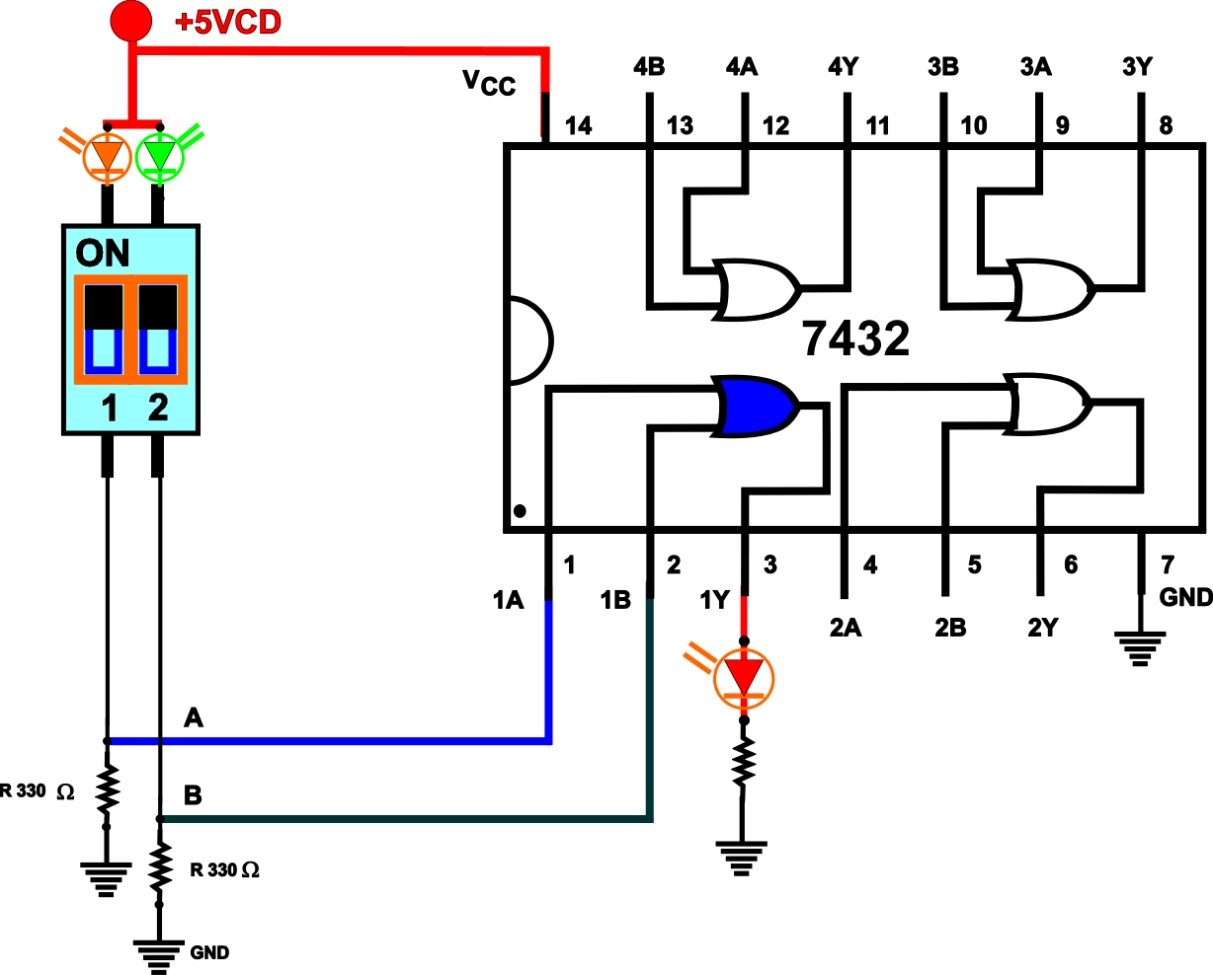 +5VCD
VCC
4B 4A 4Y 3B 3A 3Y
14 13 12 11 10 9 8
ON
7432
1 2
1 2 3 4 5 6 7
1A 1B 1Y GND
2A 2B 2Y
A
R 330 Ω
B
R 330 Ω
GND